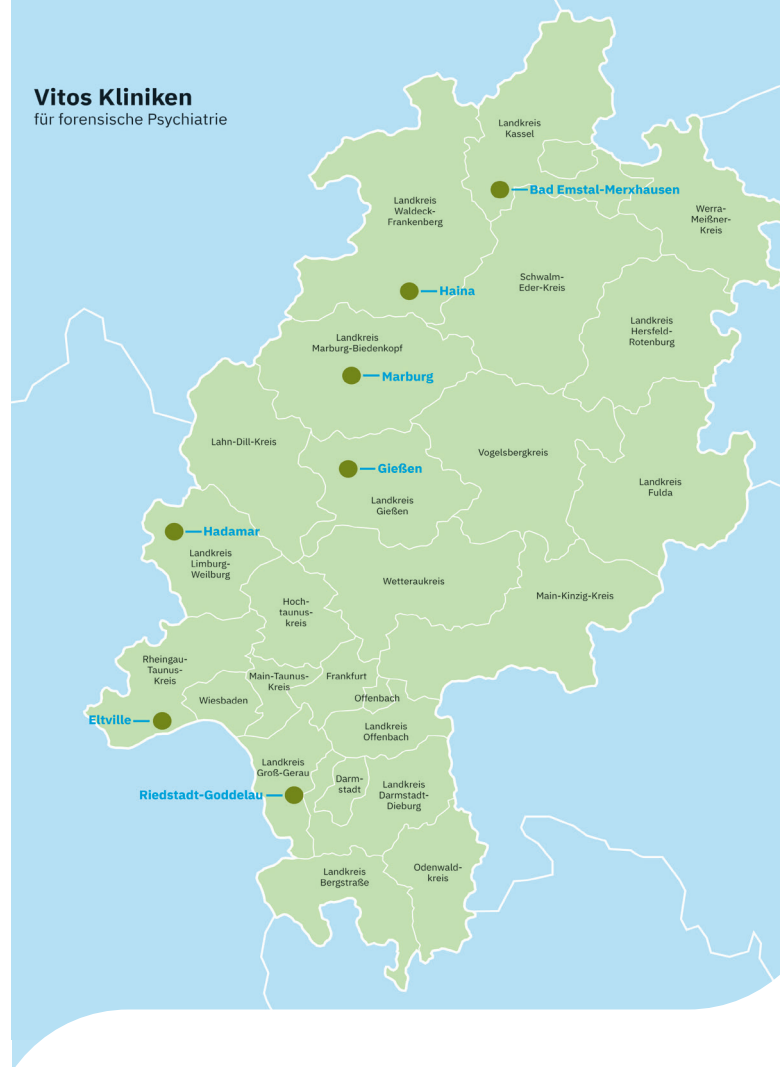 Vitos Kliniken
für forensische Psychiatrie
Landkreis
Kassel
Bad Emstal-Merxhausen
Landkreis
Waldeck-
Frankenberg
Werra-
Meißner-
Kreis
Schwalm-
Eder-Kreis
Haina
Landkreis
Hersfeld-
Rotenburg
Landkreis
Marburg-Biedenkopf
Marburg
Lahn-Dill-Kreis
Vogelsbergkreis
Gießen
Landkreis
Gießen
Landkreis
Fulda
Hadamar
Landkreis
Limburg-
Weilburg
Wetteraukreis
Main-Kinzig-Kreis
Hoch-
taunus-
kreis
Rheingau-
Taunus-
Kreis
Main-Taunus-
Kreis
Frankfurt
Wiesbaden
Offenbach
Eltville
Landkreis
Offenbach
Landkreis
Groß-Gerau
Darm-
stadt
Landkreis
Darmstadt-
Dieburg
Riedstadt-Goddelau
Landkreis
Bergstraße
Odenwald-
kreis